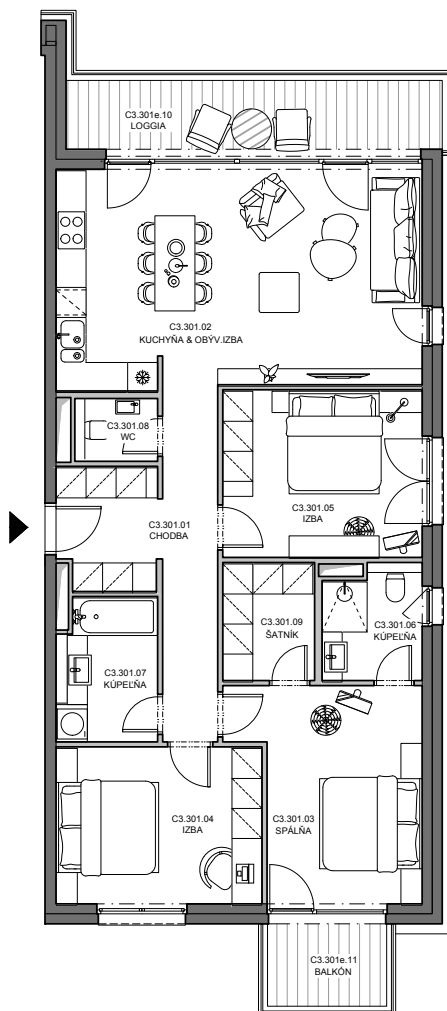 C3.301e.10
LOGGIA
C3.301.02
KUCHYŇA & OBÝV.IZBA
C3.301.08
WC
C3.301.05
IZBA
C3.301.01
CHODBA
C3.301.09
ŠATNÍK
C3.301.06
KÚPEĽŇA
C3.301.07
KÚPEĽŇA
C3.301.04
IZBA
C3.301.03
SPÁLŇA
C3.301e.11
BALKÓN